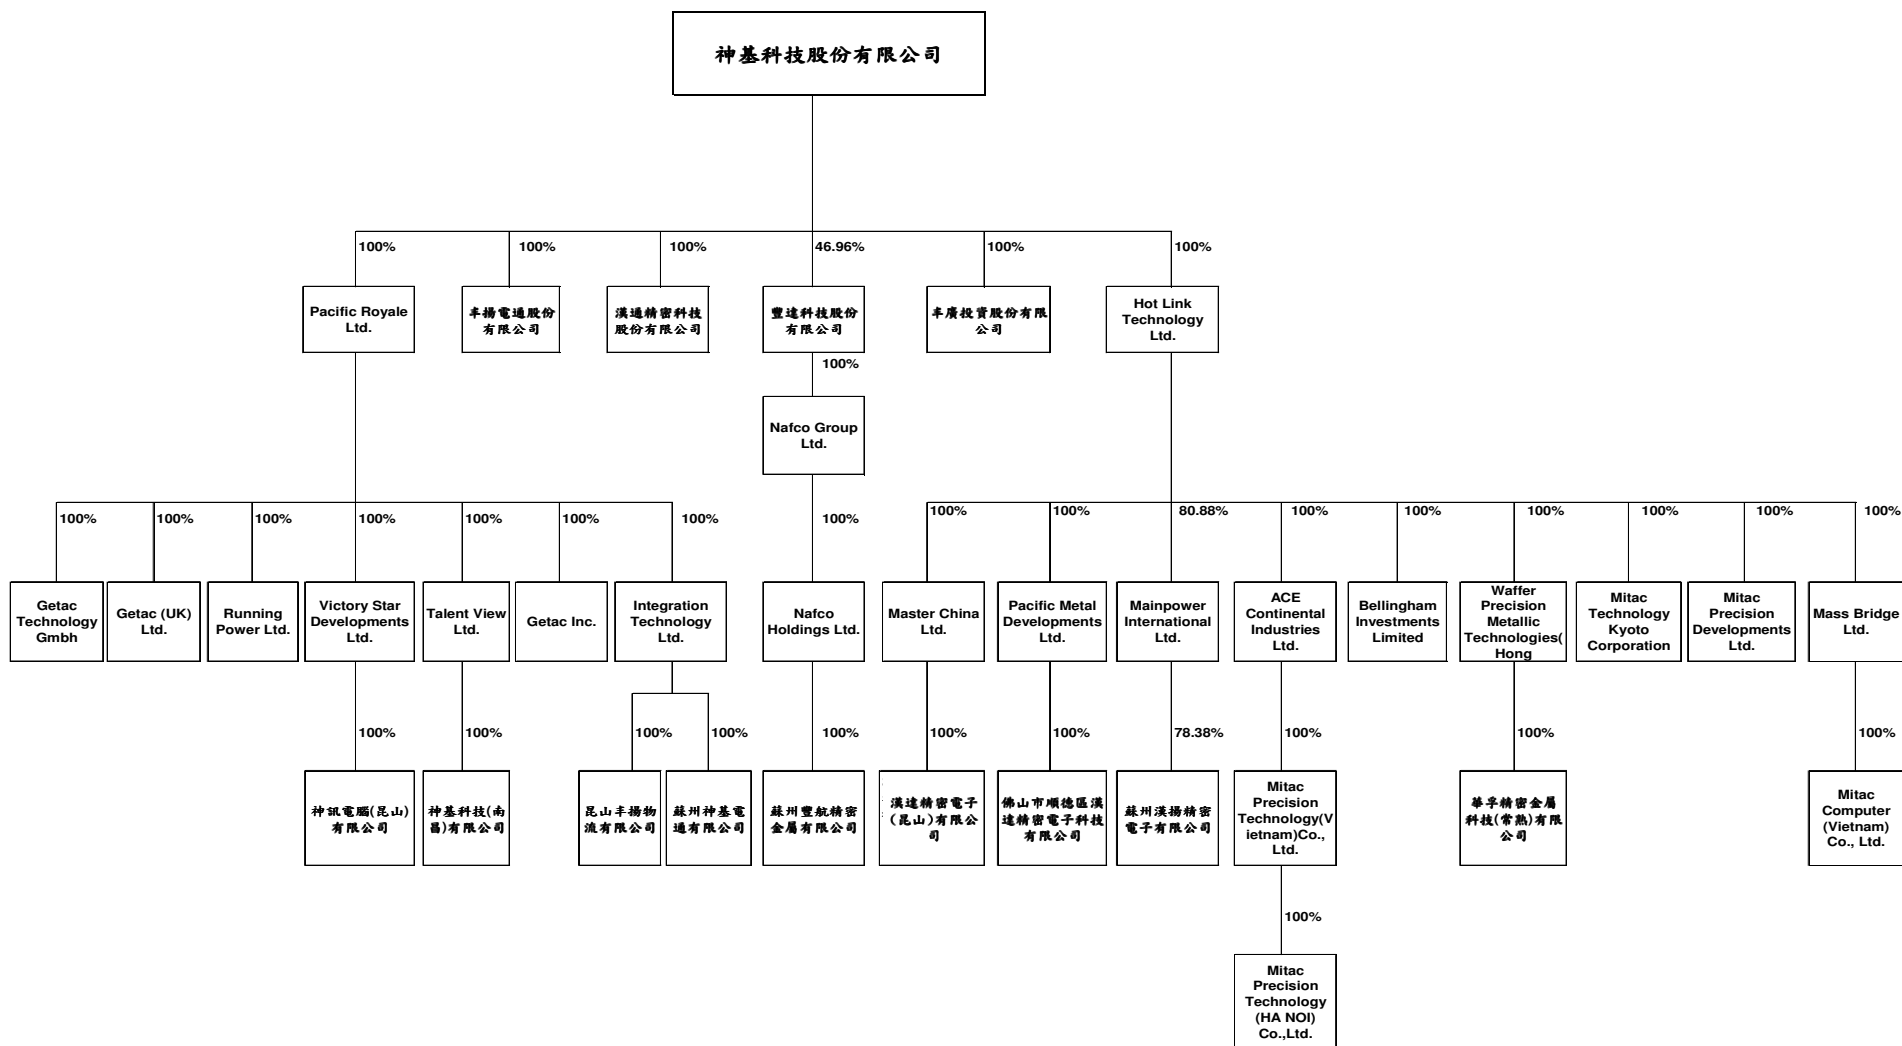 神基科技股份有限公司
100%
100%
100%
46.96%
100%
100%
Pacific Royale
Ltd.
丰揚電通股份
有限公司
漢通精密科技
股份有限公司
豐達科技股份
有限公司
丰廣投資股份有限
公司
Hot Link
Technology
Ltd.
100%
Nafco Group
Ltd.
100%
100%
100%
100%
100%
100%
100%
100%
100%
100%
80.88%
100%
100%
100%
100%
100%
100%
Getac
Technology
Gmbh
Getac (UK)
Ltd.
Running
Power Ltd.
Victory Star
Developments
Ltd.
Talent View
Ltd.
Getac Inc.
Integration
Technology
Ltd.
Nafco
Holdings Ltd.
Master China
Ltd.
Pacific Metal
Developments
Ltd.
Mainpower
International
Ltd.
ACE
Continental
Industries
Ltd.
Bellingham
Investments
Limited
Waffer
Precision
Metallic
Technologies(
Hong
Mitac
Technology
Kyoto
Corporation
Mitac
Precision
Developments
Ltd.
Mass Bridge
Ltd.
100%
100%
100%
100%
100%
100%
100%
78.38%
100%
100%
100%
神訊電腦(昆山)
有限公司
神基科技(南
昌)有限公司
昆山丰揚物
流有限公司
蘇州神基電
通有限公司
蘇州豐航精密
金屬有限公司
漢達精密電子
(昆山)有限公
司
佛山市順德區漢
達精密電子科技
有限公司
蘇州漢揚精密
電子有限公司
Mitac
Precision
Technology(V
ietnam)Co.,
Ltd.
華孚精密金屬
科技(常熟)有限
公司
Mitac
Computer
(Vietnam)
Co., Ltd.
100%
Mitac
Precision
Technology
(HA NOI)
Co.,Ltd.